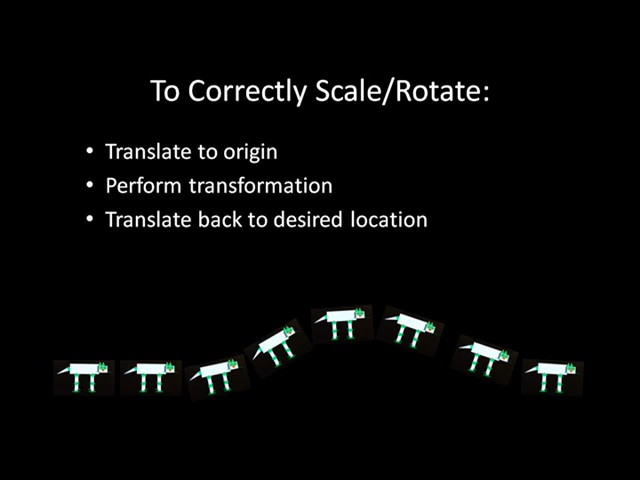 To Correctly Scale/Rotate:
• Translate to origin
• Perform transformation
• Translate back to desired location